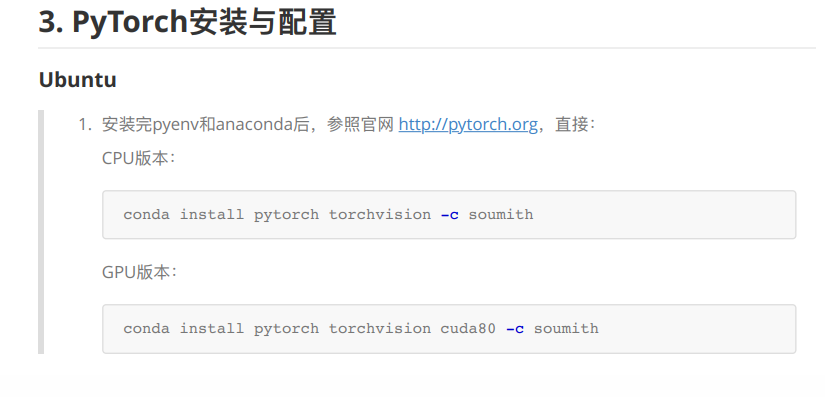 3. PyTorch安装与配置
Ubuntu
1. 安装完pyenv和anaconda后，参照官网 http://pytorch.org，直接：
CPU版本：
conda install pytorch torchvision -c soumith
GPU版本：
conda install pytorch torchvision cuda80 -c soumith